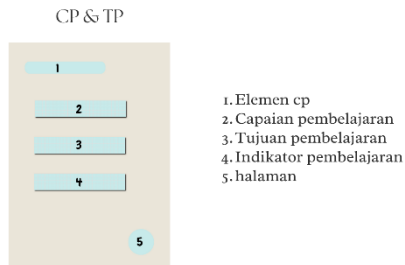 CP & TP
1
2
3
4
5
1. Elemen cp
2. Capaian pembelajaran
3. Tujuan pembelajaran
4. Indikator pembelajaran
5. halaman